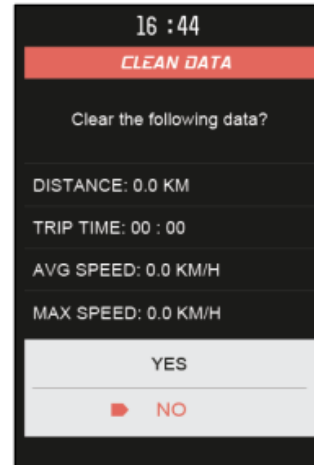 16 :44
CLEAN DATA
Clear the following data?
DISTANCE: 0.0 KM
TRIP TIME: 00 : 00
AVG SPEED: 0.0 KM/H
MAX SPEED: 0.0 KM/H
YES
NO